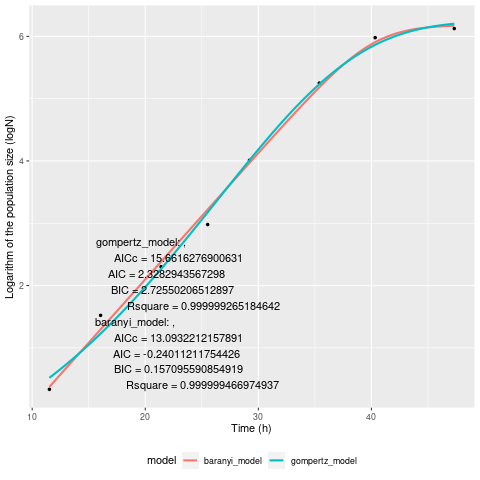 6
4
2
Logarithm of the population size (logN)
gompertz_model: ,
AICc = 15.6616276900631
AIC = 2.3282943567298
BIC = 2.72550206512897
Rsquare = 0.999999265184642
baranyi_model: ,
AICc = 13.0932212157891
AIC = -0.24011211754426
BIC = 0.157095590854919
Rsquare = 0.999999466974937
10 20 30 40
Time (h)
model baranyi_model gompertz_model